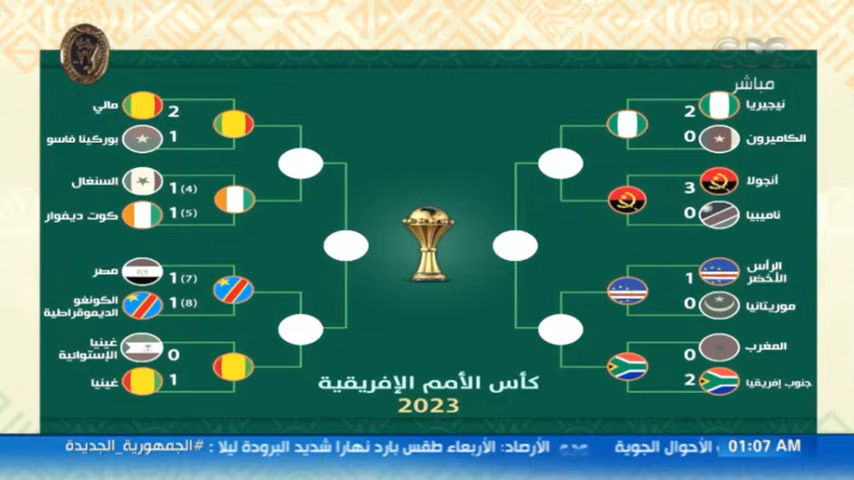 CBC
مباشر
نيجيريا 2
الكاميرون 0
أنجولا 3
ناميبيا 0
الرأس الأخضر 1
موريتانيا 0
المغرب 0
جنوب إفريقيا 2
مالي 2
بوركينا فاسو 1
السنغال 1 (4)
كوت ديفوار 1 (5)
مصر 1 (7)
الكونغو الديموقراطية 1 (8)
غينيا الإستوائية 0
غينيا 1
كأس الأمم الإفريقية
2023
01:07 AM الأحوال الجوية CBC الأرصاد: الأربعاء طقس بارد نهارا شديد البرودة ليلا : #الجمهورية_الجديدة